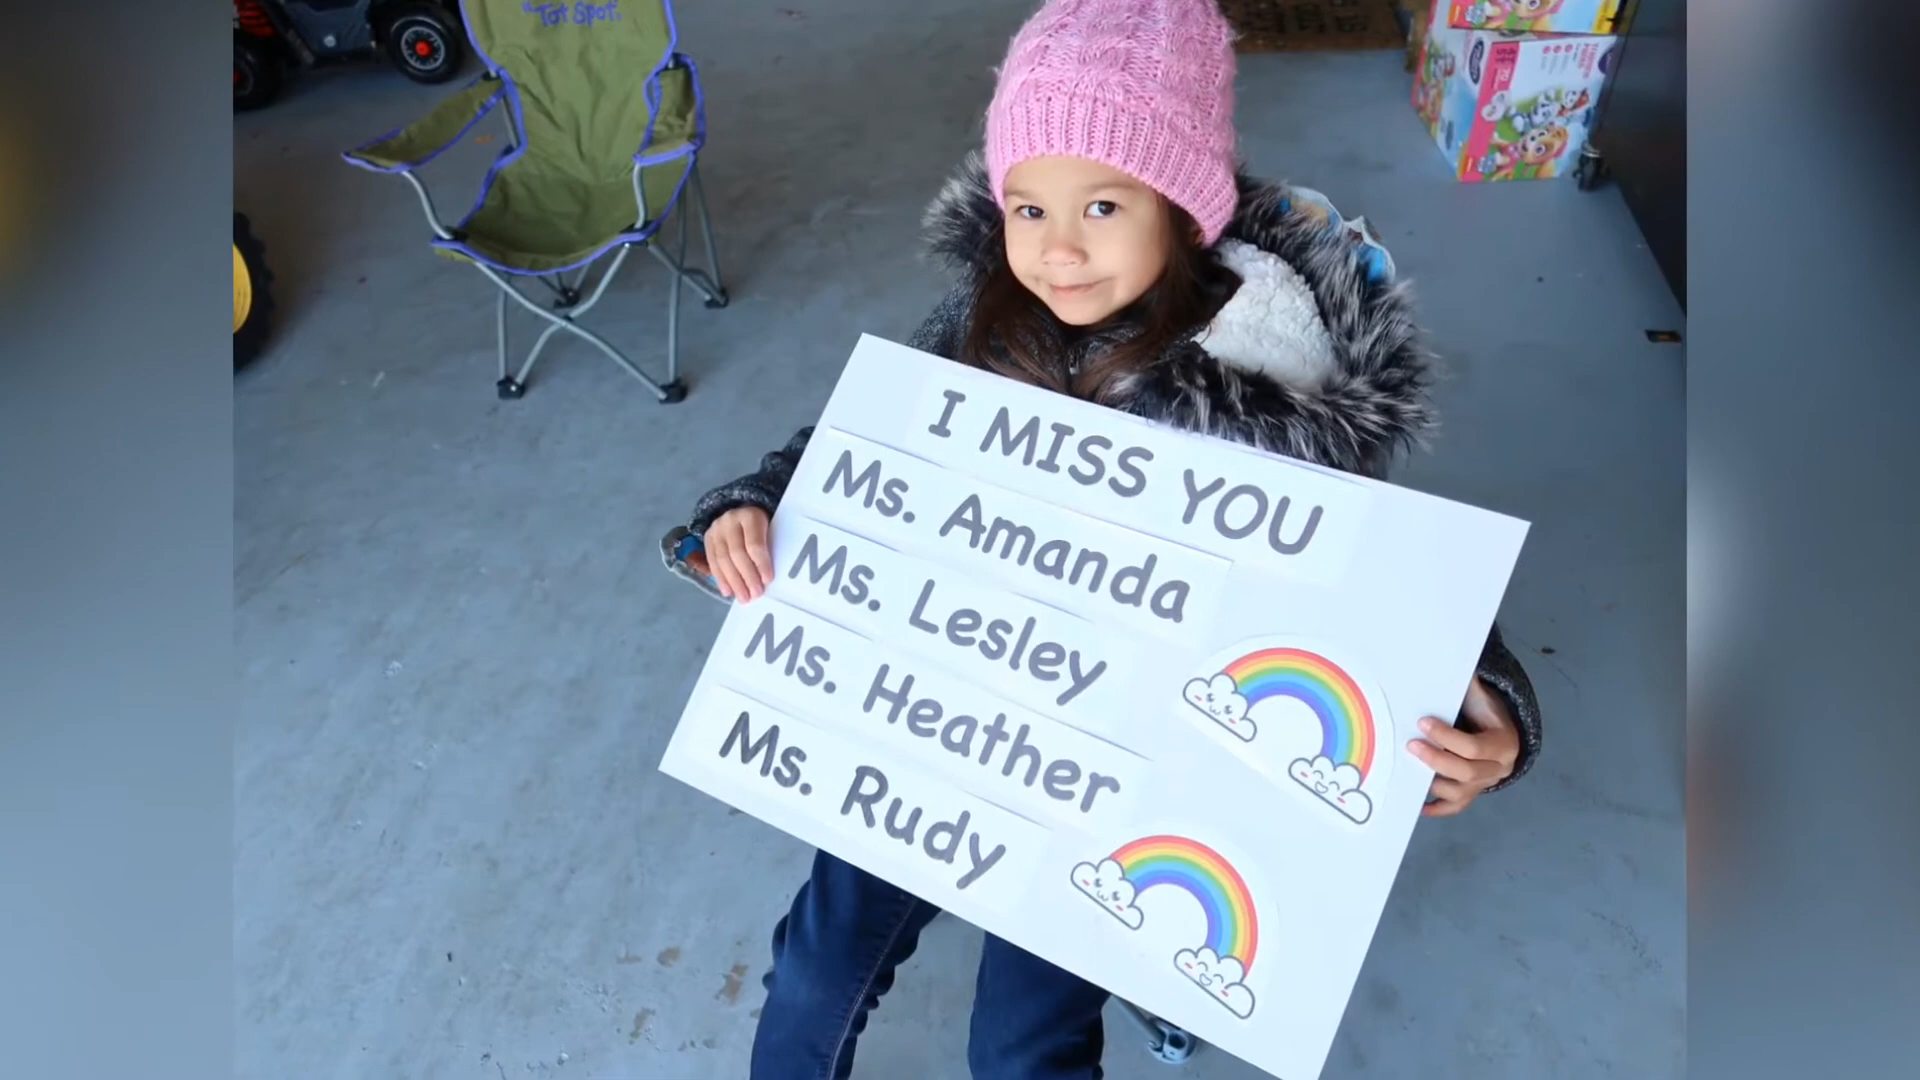 "Tot Spot"
I MISS YOU
Ms. Amanda
Ms. Lesley
Ms. Heather
Ms. Rudy